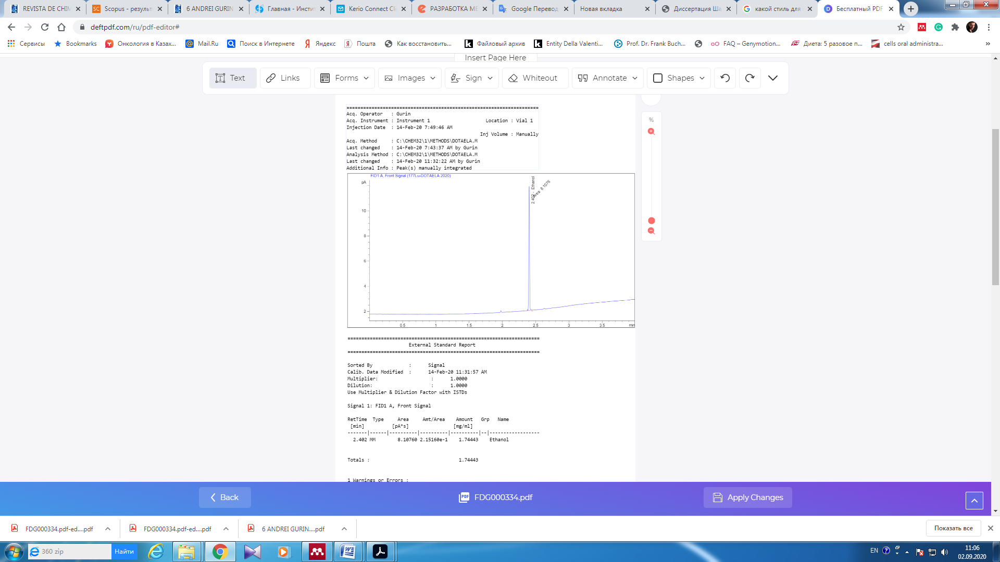 REVISTA DE CHIM
Scopus - результ
6 ANDREI GURIN
Главная - Инсти
Kerio Connect Cli
РАЗРАБОТКА МЕ
Google Перевод
Новая вкладка
Диссертация Ша
какой стиль для
Бесплатный PDF
deftpdf.com/ru/pdf-editor#
Сервисы
Bookmarks
Онкология в Казах...
Mail.Ru
Поиск в Интернете
Яндекс
Почта
Как восстановить...
Файловый архив
Entity Della Valenti...
Prof. Dr. Frank Buch...
FAQ – Genymotion...
Диета: 5 разовое п...
cells oral administra...
»
Insert Page Here
Text Links Forms Images Sign Whiteout Annotate Shapes
%
=====================================================================
Acq. Operator : Gurin
Acq. Instrument : Instrument 1 Location : Vial 1
Injection Date : 14-Feb-20 7:49:46 AM
Inj Volume : Manually
Acq. Method : C:\CHEM32\1\METHODS\DOTAELA.M
Last changed : 14-Feb-20 7:43:37 AM by Gurin
Analysis Method : C:\CHEM32\1\METHODS\DOTAELA.M
Last changed : 14-Feb-20 11:32:22 AM by Gurin
Additional Info : Peak(s) manually integrated
FID1 A, Front Signal (177Lu-DOTAELA 2020)
pA
2.402 - Ethanol
Area: 8.1076
10
8
6
4
2
0.5 1 1.5 2 2.5 3 3.5 min
=====================================================================
External Standard Report
=====================================================================
Sorted By : Signal
Calib. Data Modified : 14-Feb-20 11:31:57 AM
Multiplier: : 1.0000
Dilution: : 1.0000
Use Multiplier & Dilution Factor with ISTDs
Signal 1: FID1 A, Front Signal
RetTime Type Area Amt/Area Amount Grp Name
[min] [pA*s] [mg/ml]
-------|------|----------|----------|----------|--|------------------
2.402 MM 8.10760 2.15160e-1 1.74443 Ethanol
Totals : 1.74443
1 Warnings or Errors :
Back
PDF FDG000334.pdf
Apply Changes
FDG000334.pdf-ed....pdf
FDG000334.pdf-ed....pdf
6 ANDREI GURIN....pdf
Показать все
360 zip
Найти
EN
11:06
02.09.2020